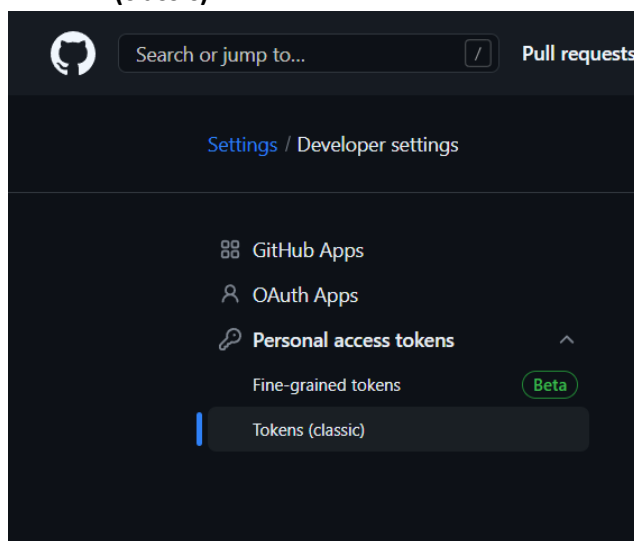 Search or jump to... / Pull requests
Settings / Developer settings
GitHub Apps
OAuth Apps
Personal access tokens
Fine-grained tokens Beta
Tokens (classic)